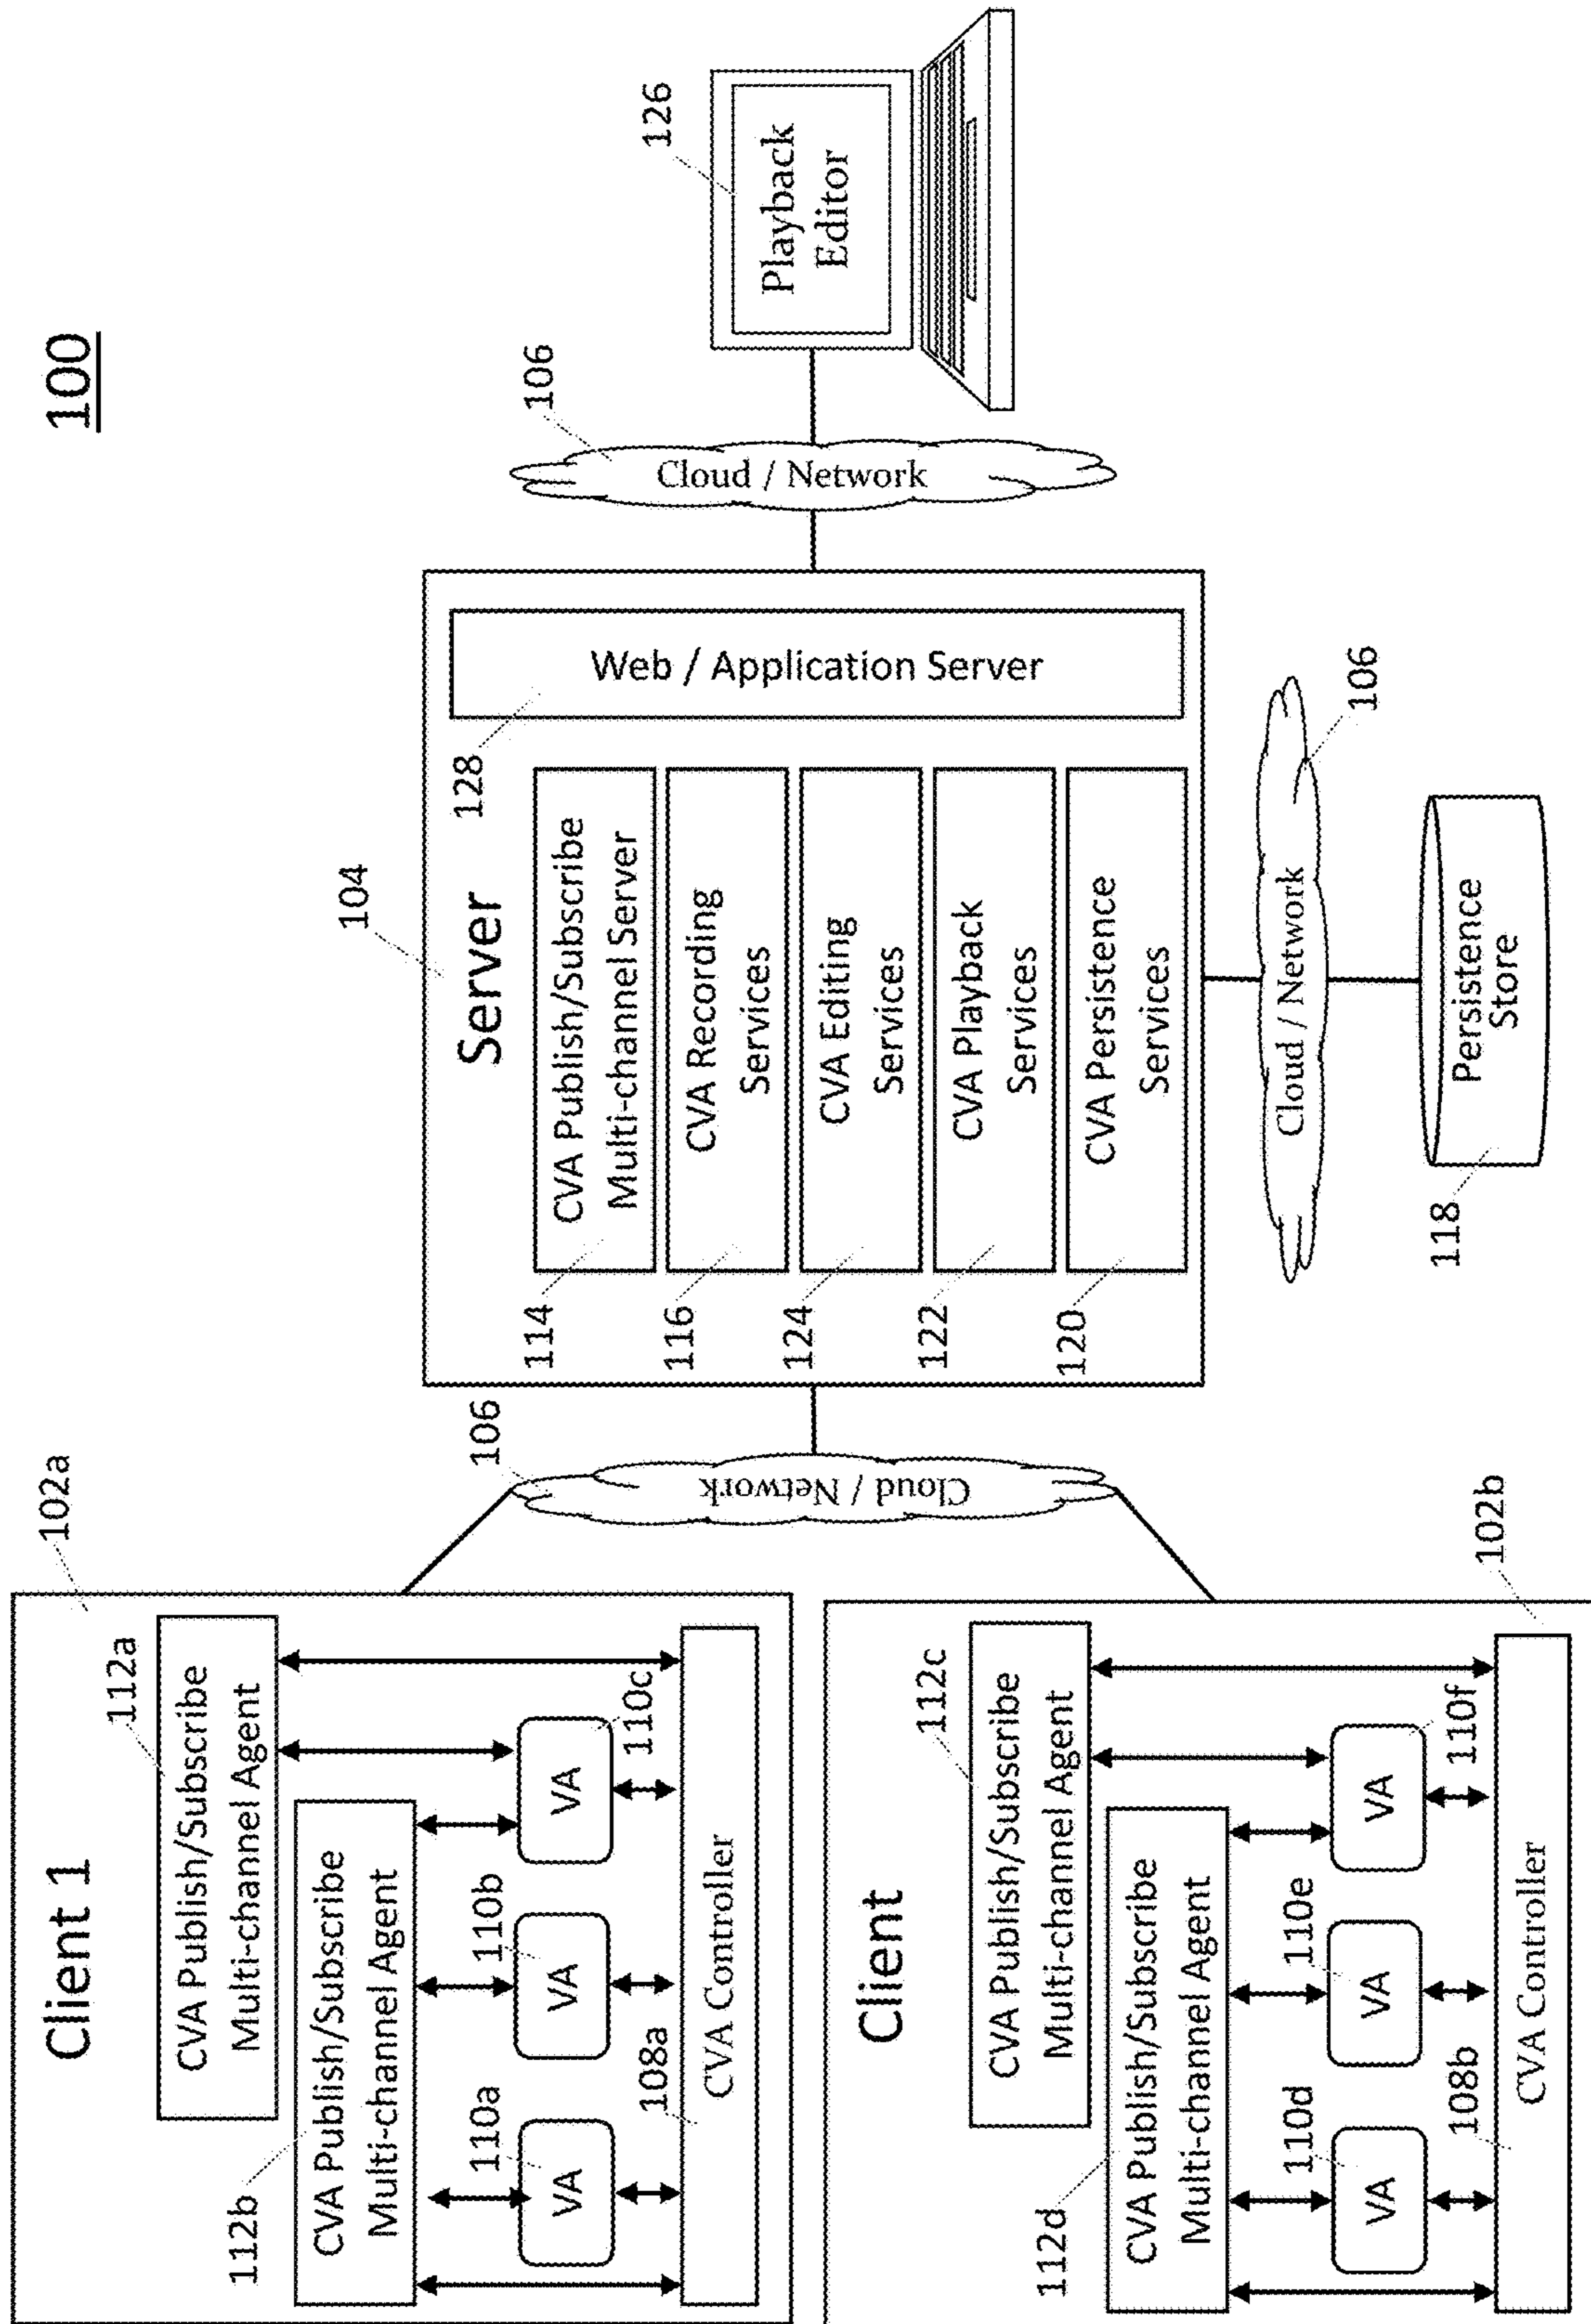 100
Client 1
102a
CVA Publish/Subscribe
Multi-channel Agent
112a
112b
CVA Publish/Subscribe
Multi-channel Agent
110a
VA
110b
VA
110c
VA
108a
CVA Controller
Client
102b
CVA Publish/Subscribe
Multi-channel Agent
112c
112d
CVA Publish/Subscribe
Multi-channel Agent
110d
VA
110e
VA
110f
VA
108b
CVA Controller
106
Cloud / Network
104
Server
128
Web / Application Server
114
CVA Publish/Subscribe
Multi-channel Server
116
CVA Recording
Services
124
CVA Editing
Services
122
CVA Playback
Services
120
CVA Persistence
Services
106
Cloud / Network
118
Persistence
Store
106
Cloud / Network
126
Playback
Editor